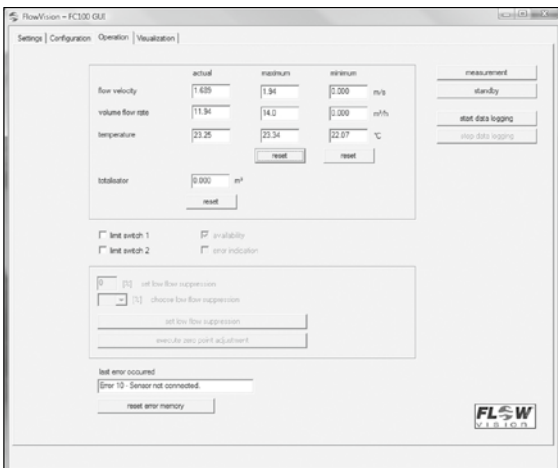 FlowVision – FC100 GUI
Settings Configuration Operation Visualization
actual maximum minimum
flow velocity 1.689 1.94 0.000 m/s
volume flow rate 11.94 14.0 0.000 m³/h
temperature 23.25 23.34 22.07 °C
reset reset
totalisator 0.000 m³
reset
measurement
standby
start data logging
stop data logging
limit switch 1 availability
limit switch 2 error indication
0 [%] set low flow suppression
[%] choose low flow suppression
set low flow suppression
execute zero point adjustment
last error occurred
Error 10 - Sensor not connected.
reset error memory
FLOW
VISION